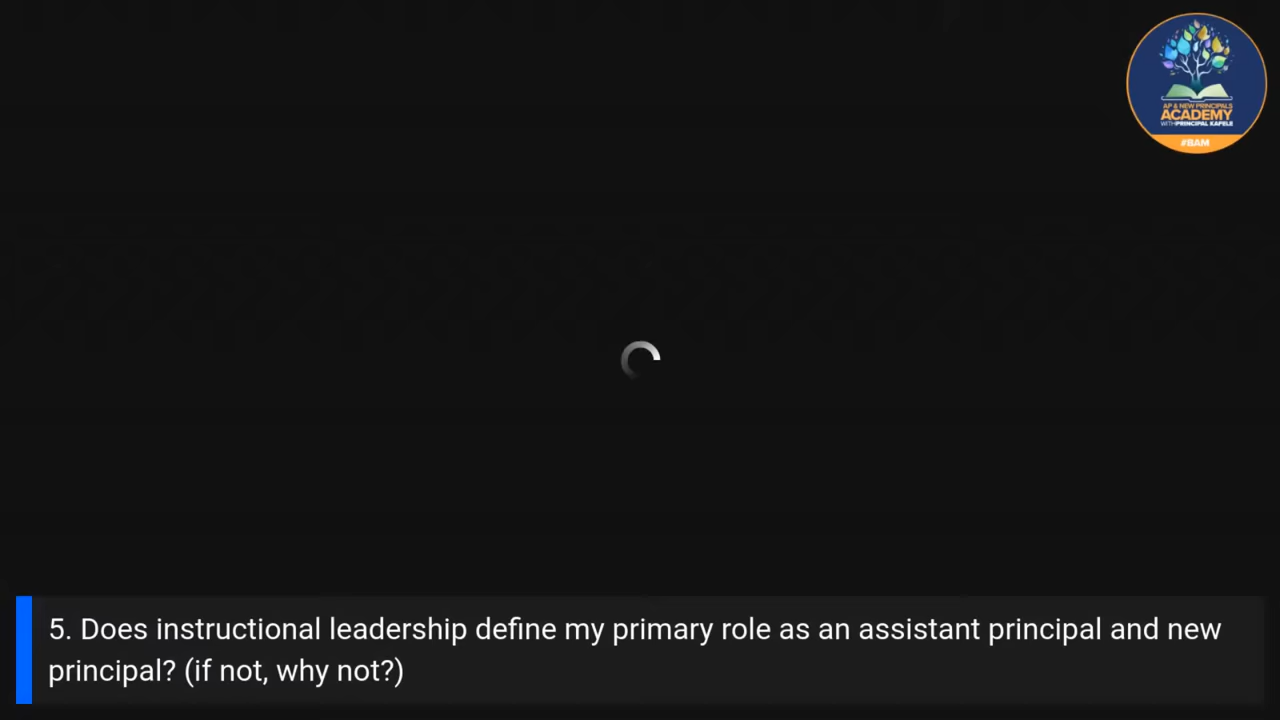 AP & NEW PRINCIPALS
ACADEMY
WITH PRINCIPAL KAFELE
#BAM
5. Does instructional leadership define my primary role as an assistant principal and new
principal? (if not, why not?)